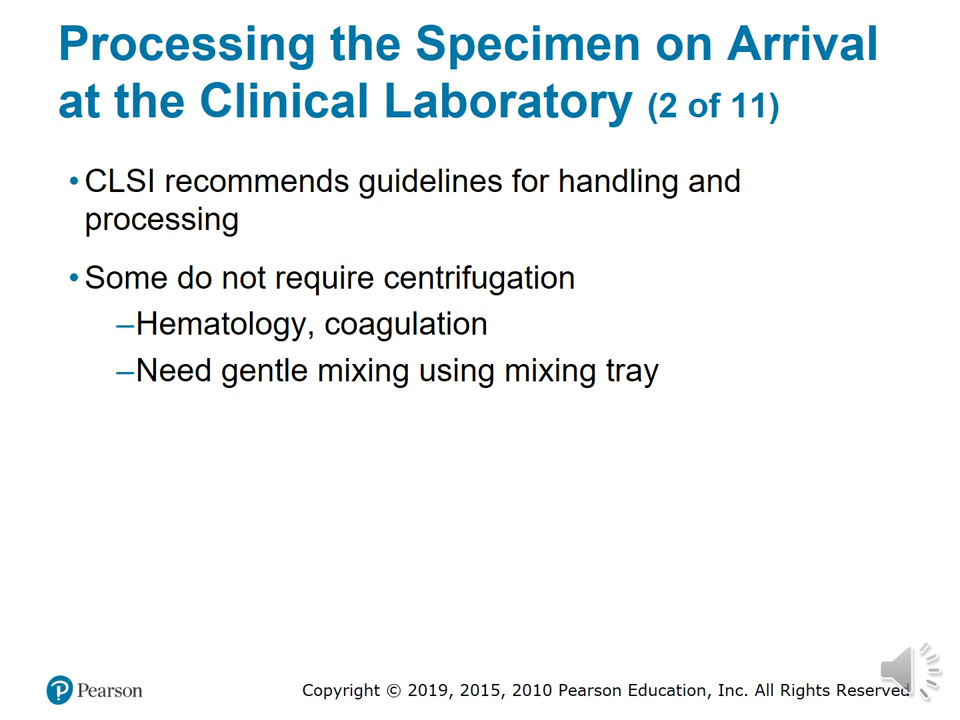 Processing the Specimen on Arrival
at the Clinical Laboratory (2 of 11)
•CLSI recommends guidelines for handling and
processing
•Some do not require centrifugation
–Hematology, coagulation
–Need gentle mixing using mixing tray
Pearson
Copyright © 2019, 2015, 2010 Pearson Education, Inc. All Rights Reserved